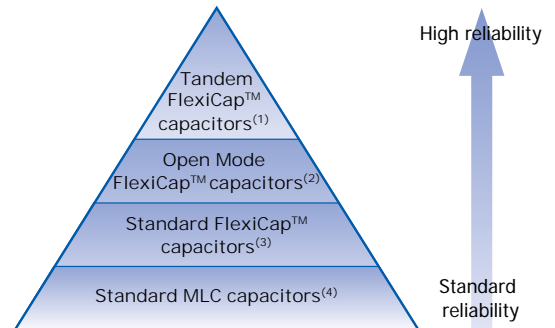 High reliability
Tandem
FlexiCap™
capacitors(1)
Open Mode
FlexiCap™ capacitors(2)
Standard FlexiCap™
capacitors(3)
Standard MLC capacitors(4)
Standard
reliability